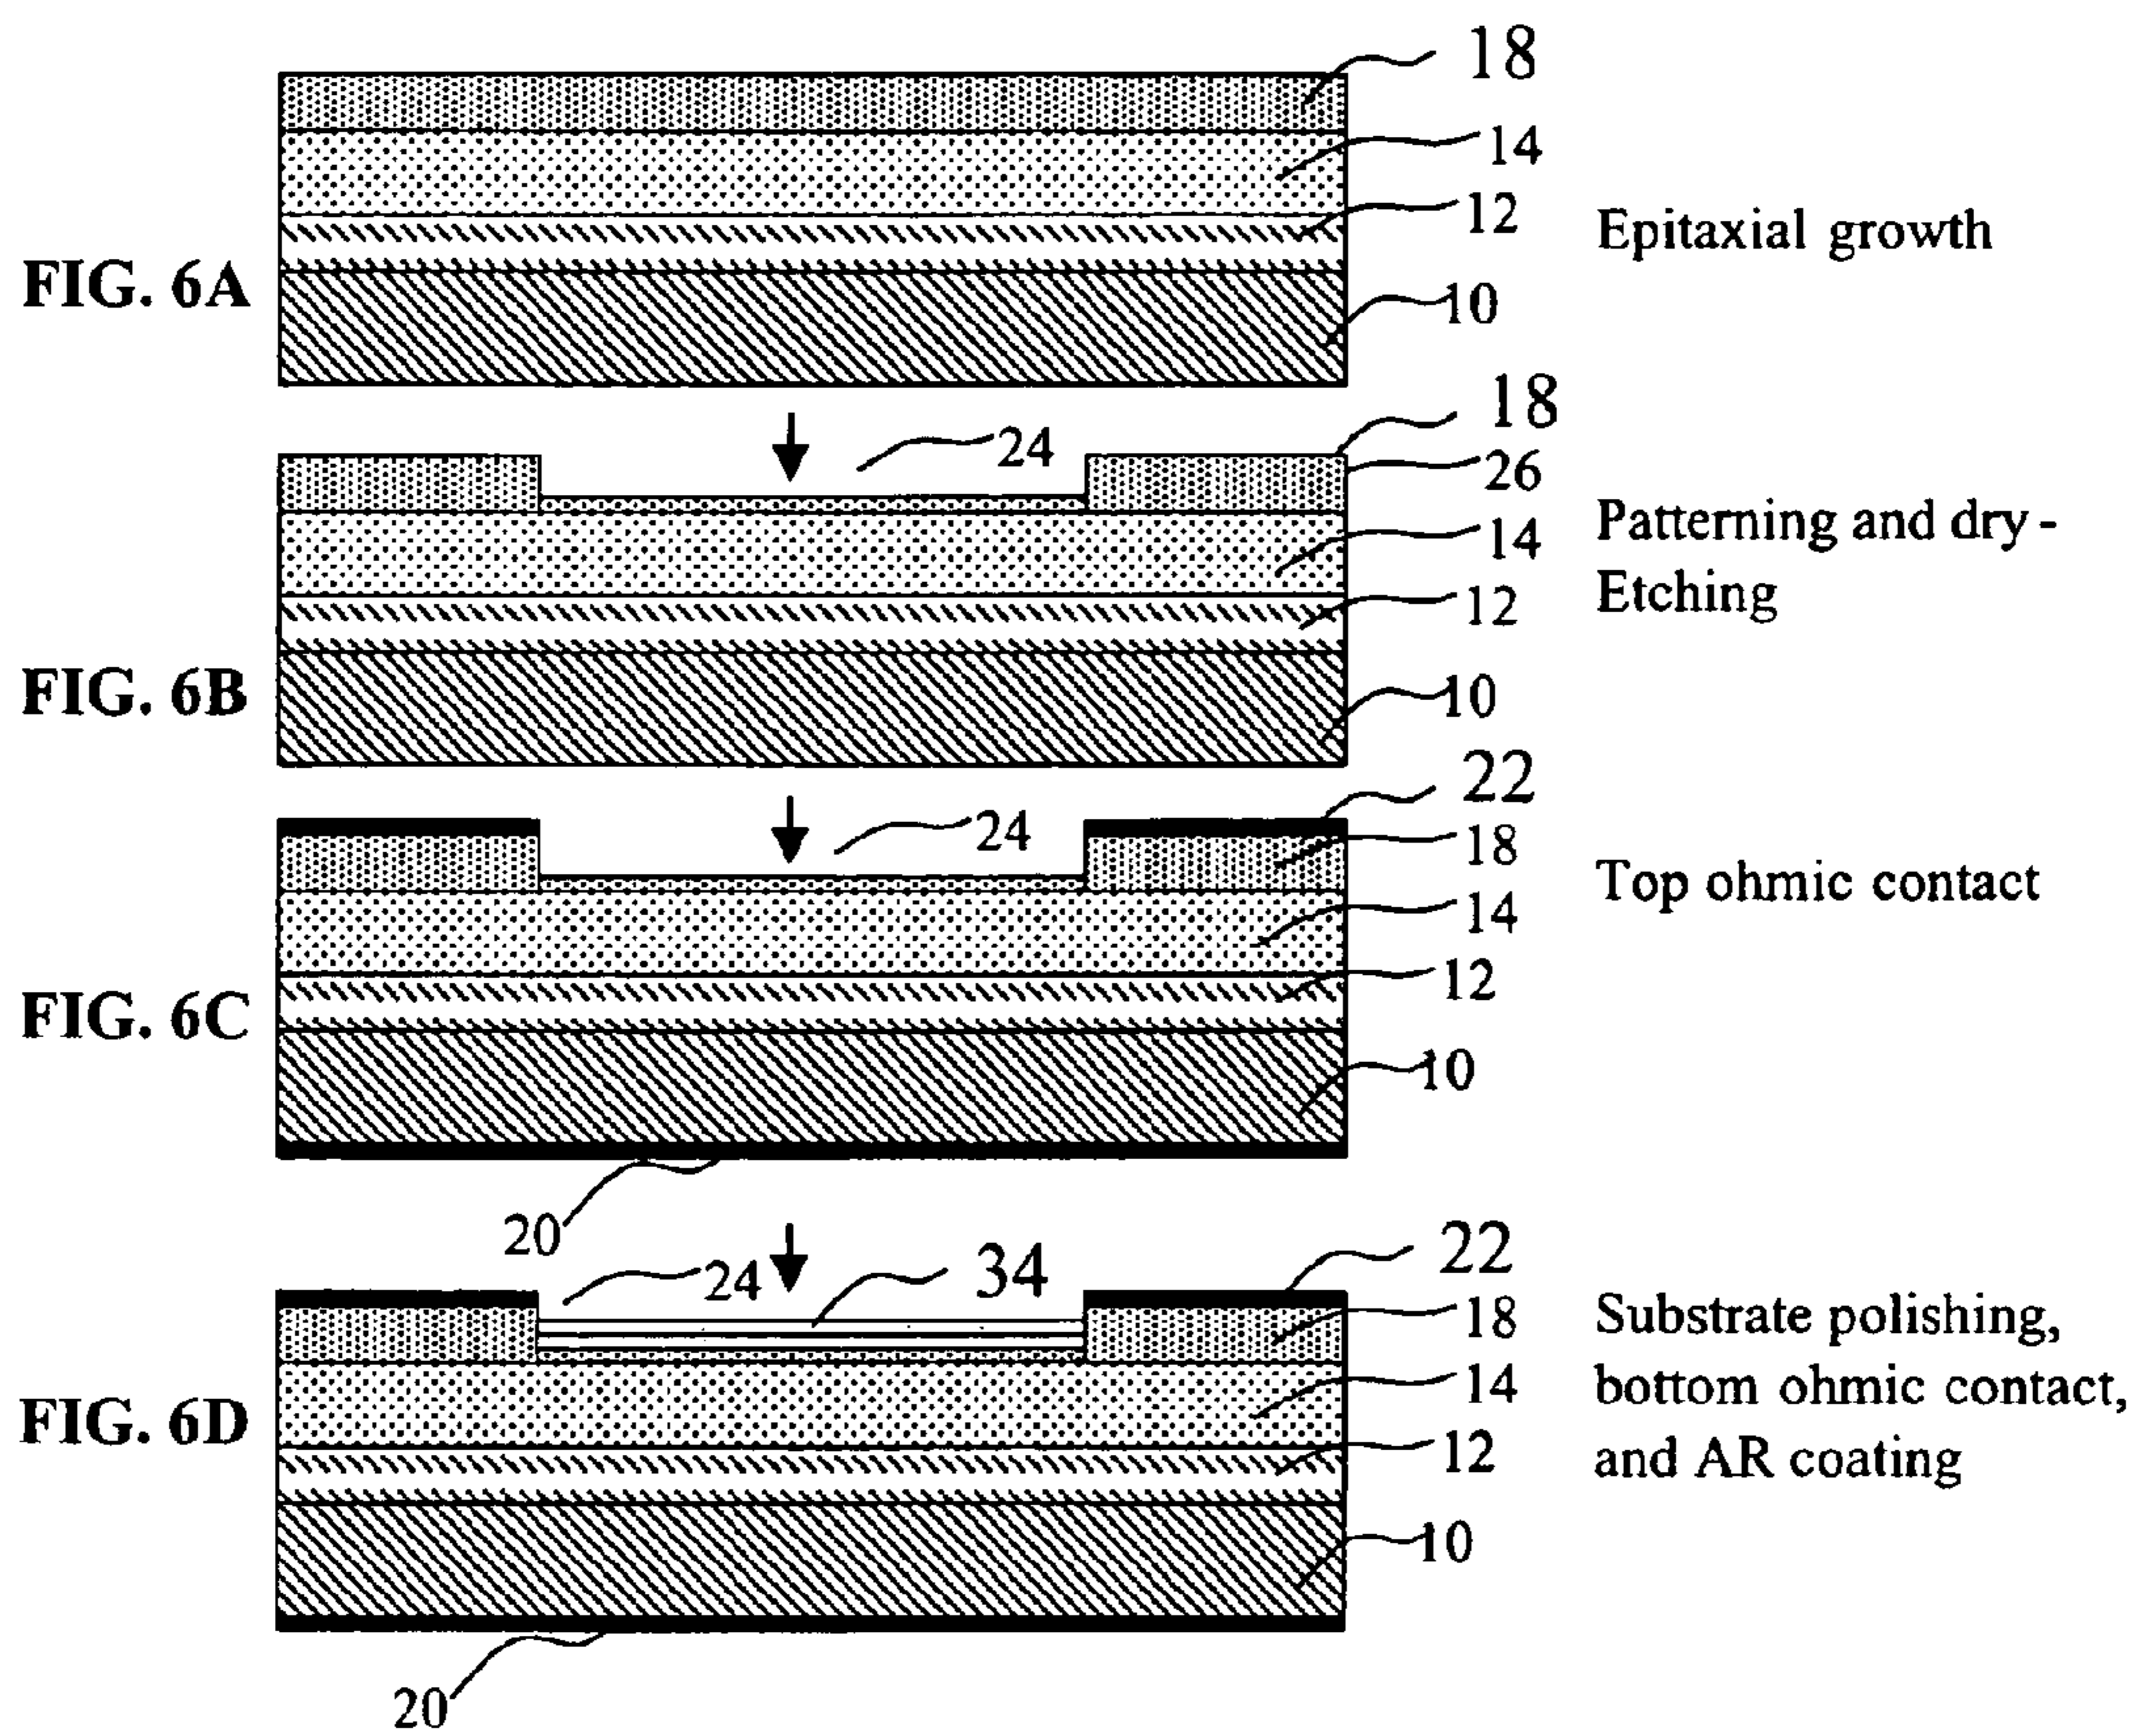 18
14
12
Epitaxial growth
FIG. 6A
10
18
24
26
Patterning and dry-
14
Etching
12
FIG. 6B
10
22
24
18
Top ohmic contact
14
12
FIG. 6C
10
20
22
34
24
18
Substrate polishing,
14
bottom ohmic contact,
FIG. 6D
12
and AR coating
10
20